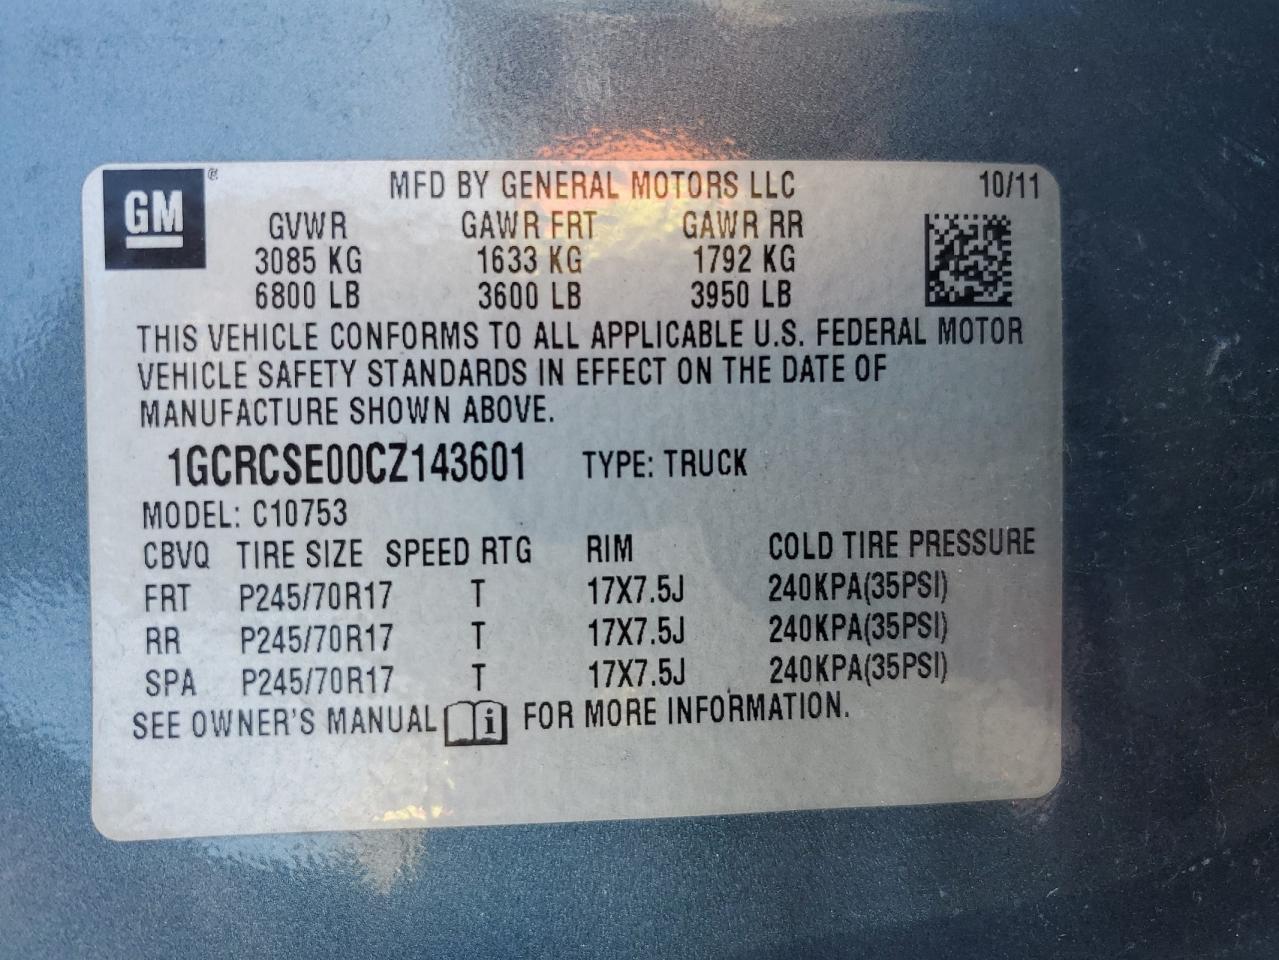 GM ®
MFD BY GENERAL MOTORS LLC 10/11
GVWR GAWR FRT GAWR RR
3085 KG 1633 KG 1792 KG
6800 LB 3600 LB 3950 LB
THIS VEHICLE CONFORMS TO ALL APPLICABLE U.S. FEDERAL MOTOR
VEHICLE SAFETY STANDARDS IN EFFECT ON THE DATE OF
MANUFACTURE SHOWN ABOVE.
1GCRCSE00CZ143601 TYPE: TRUCK
MODEL: C10753
CBVQ TIRE SIZE SPEED RTG RIM COLD TIRE PRESSURE
FRT P245/70R17 T 17X7.5J 240KPA(35PSI)
RR P245/70R17 T 17X7.5J 240KPA(35PSI)
SPA P245/70R17 T 17X7.5J 240KPA(35PSI)
SEE OWNER'S MANUAL i FOR MORE INFORMATION.